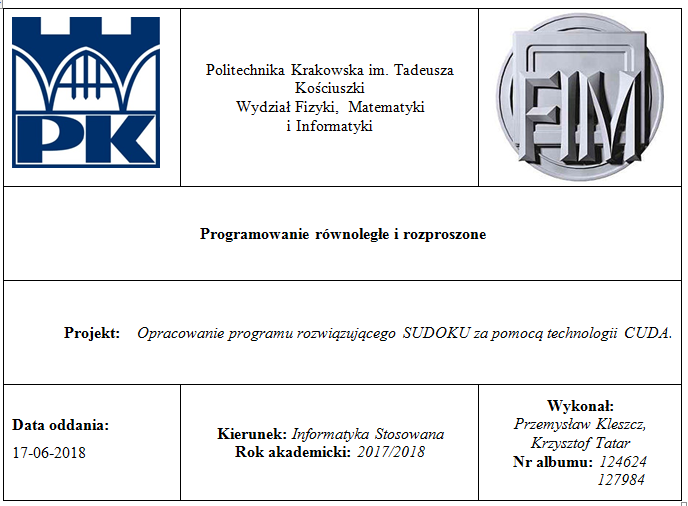 PK
Politechnika Krakowska im. Tadeusza
Kościuszki
Wydział Fizyki, Matematyki
i Informatyki
FIM
Programowanie równoległe i rozproszone
Projekt: Opracowanie programu rozwiązującego SUDOKU za pomocą technologii CUDA.
Data oddania:
17-06-2018
Kierunek: Informatyka Stosowana
Rok akademicki: 2017/2018
Wykonał:
Przemysław Kleszcz,
Krzysztof Tatar
Nr albumu: 124624
127984